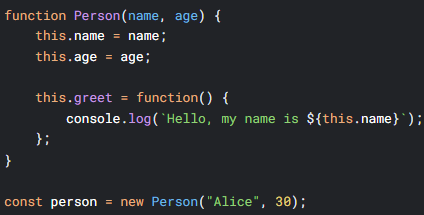 function Person(name, age) {
    this.name = name;
    this.age = age;

    this.greet = function() {
        console.log(`Hello, my name is ${this.name}`);
    };
}

const person = new Person("Alice", 30);